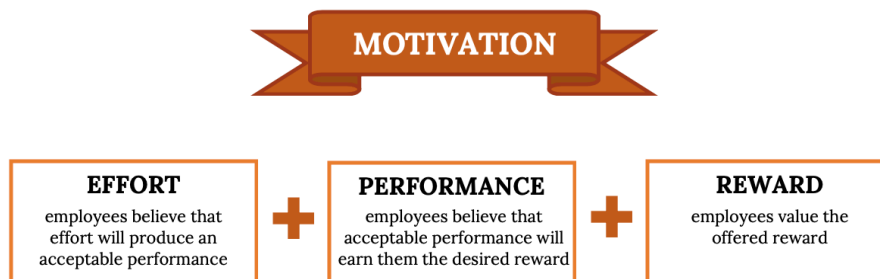 MOTIVATION
EFFORT
employees believe that
effort will produce an
acceptable performance
PERFORMANCE
employees believe that
acceptable performance will
earn them the desired reward
REWARD
employees value the
offered reward